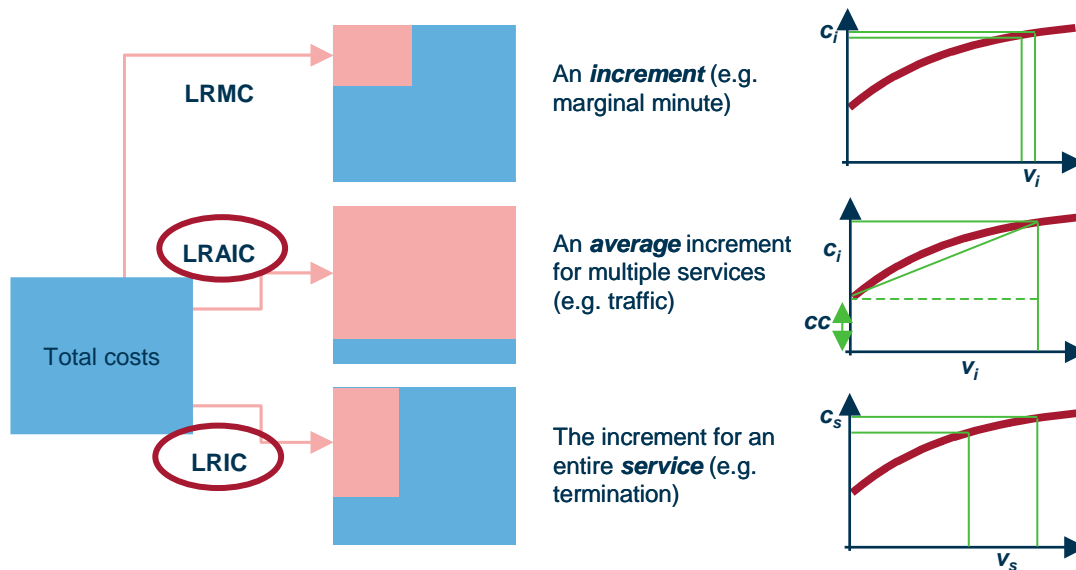 LRMC
An increment (e.g.
marginal minute)
ci
vi
LRAIC
An average increment
for multiple services
(e.g. traffic)
ci
cc
vi
Total costs
LRIC
The increment for an
entire service (e.g.
termination)
cs
vs